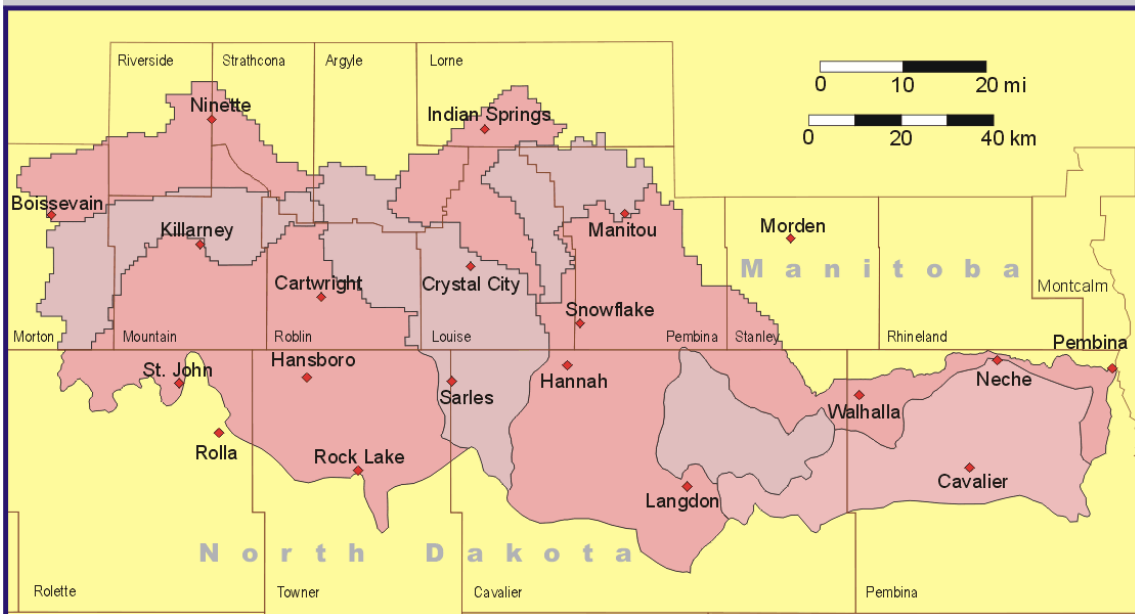 Riverside
Strathcona
Argyle
Lorne
0 10 20 mi
Ninette
Indian Springs
0 20 40 km
Boissevain
Killarney
Manitou
Morden
Manitoba
Cartwright
Crystal City
Montcalm
Snowflake
Morton
Mountain
Roblin
Louise
Pembina
Stanley
Rhineland
Pembina
St. John
Hansboro
Hannah
Neche
Sarles
Walhalla
Rolla
Rock Lake
Langdon
Cavalier
North Dakota
Rolette
Towner
Cavalier
Pembina